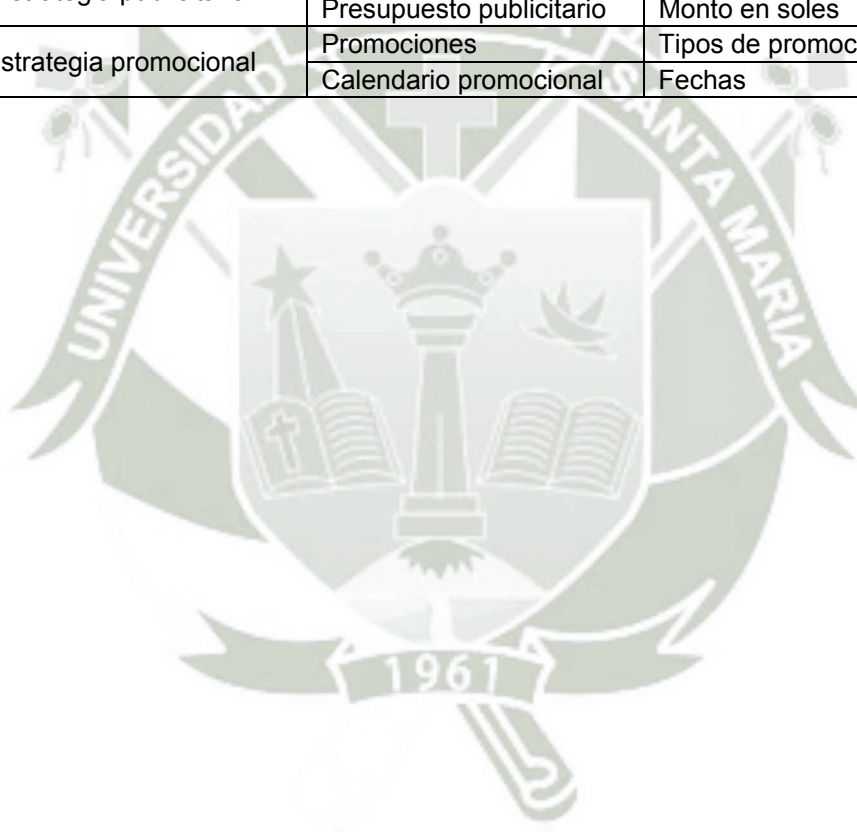 Presupuesto publicitario Monto en soles
strategia promocional
Promociones Tipos de promoc
Calendario promocional Fechas
UNIVERSIDAD
SANTA MARIA
1961